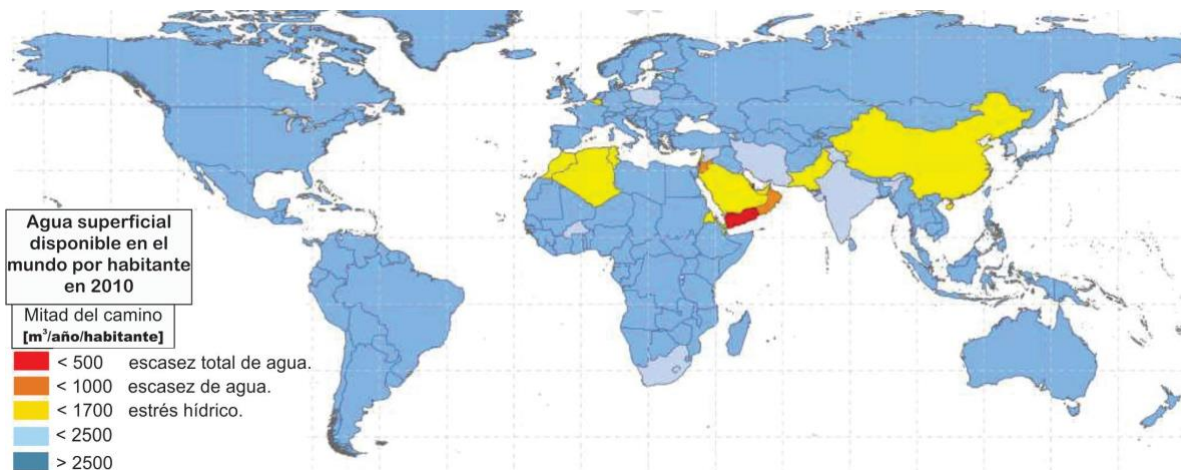 Agua superficial
disponible en el
mundo por habitante
en 2010
Mitad del camino
[m³/año/habitante]
< 500 escasez total de agua.
< 1000 escasez de agua.
< 1700 estrés hídrico.
< 2500
> 2500